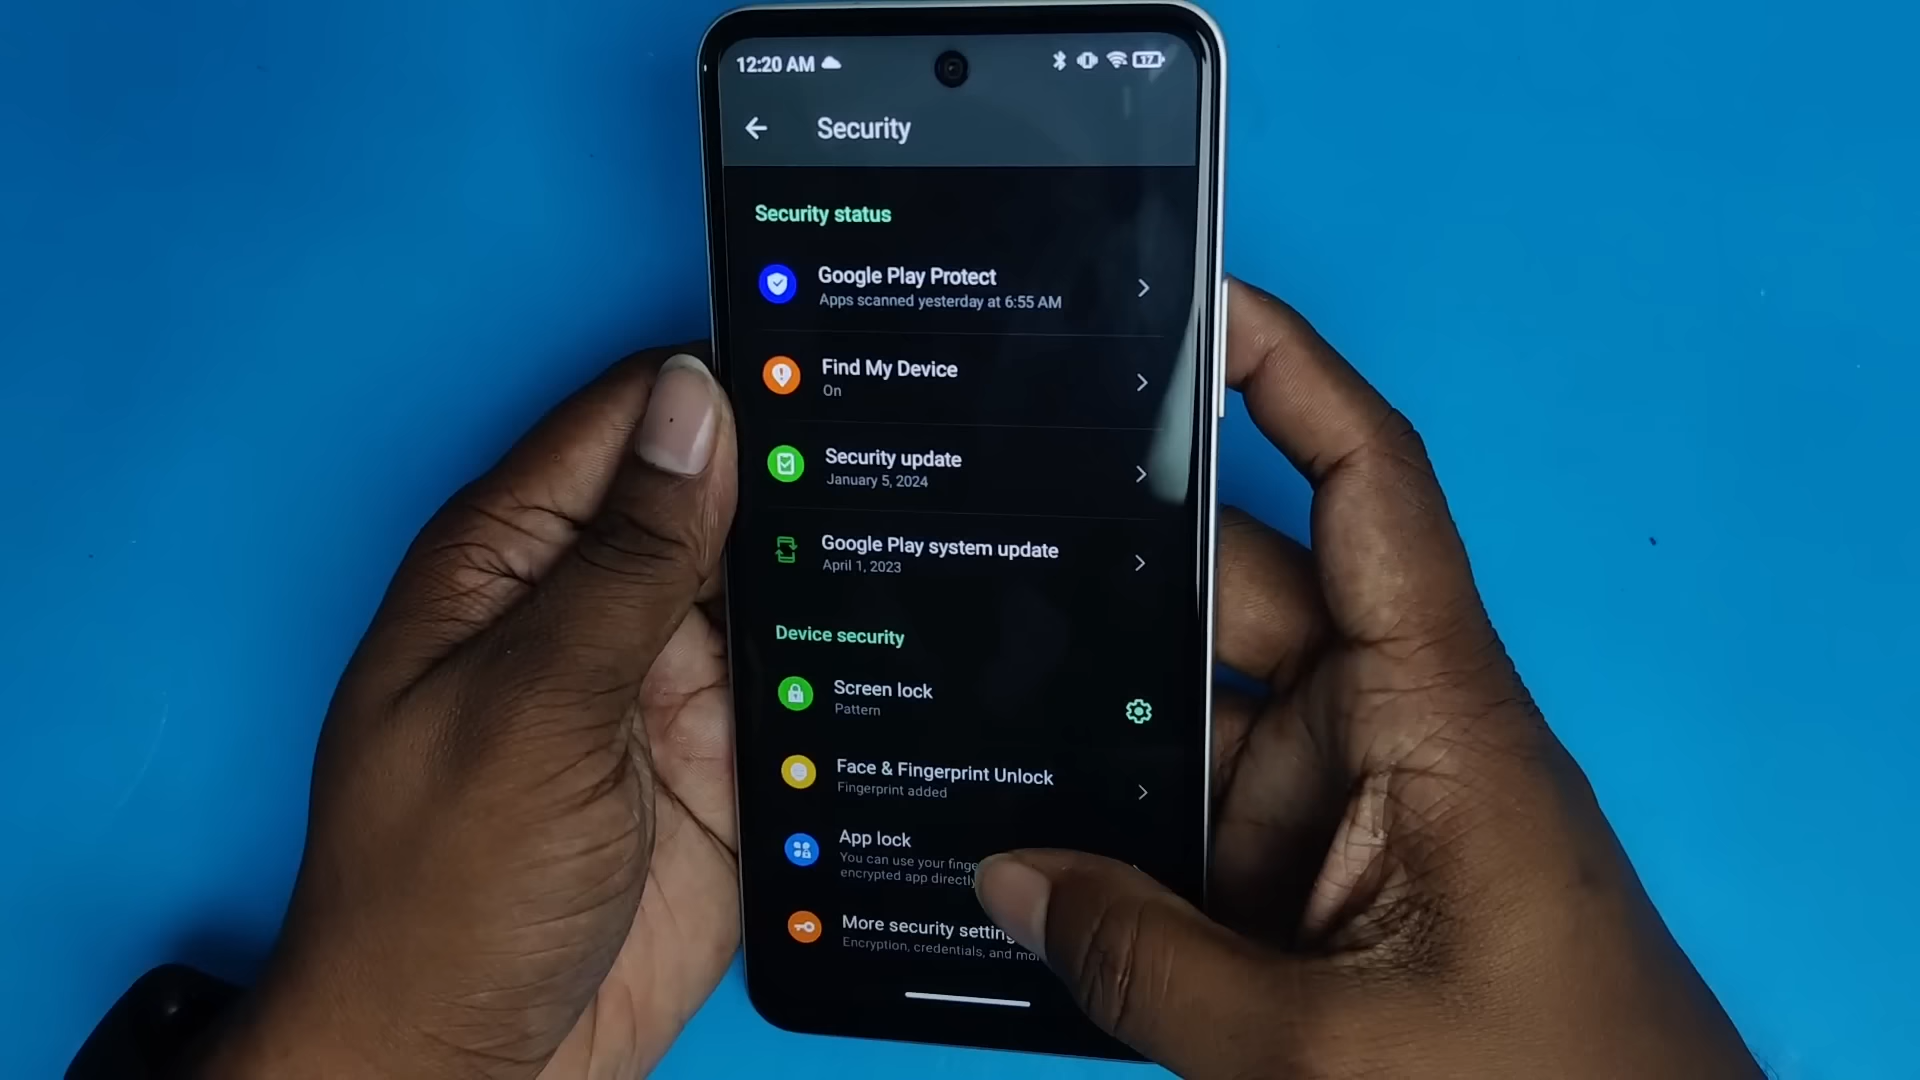 12:20 AM
17
Security
Security status
Google Play Protect
Apps scanned yesterday at 6:55 AM
Find My Device
On
Security update
January 5, 2024
Google Play system update
April 1, 2023
Device security
Screen lock
Pattern
Face & Fingerprint Unlock
Fingerprint added
App lock
You can use your finge
encrypted app directly
More security setting
Encryption, credentials, and mo